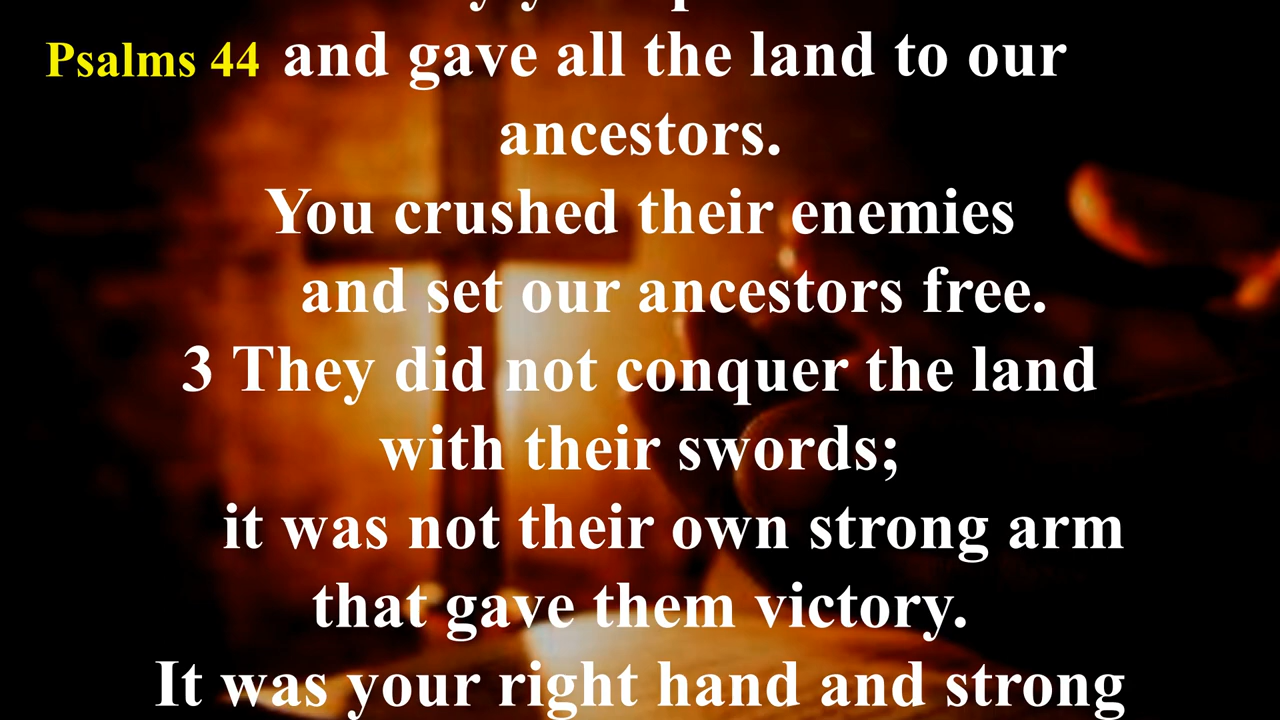 Psalms 44 and gave all the land to our
ancestors.
You crushed their enemies
and set our ancestors free.
3 They did not conquer the land
with their swords;
it was not their own strong arm
that gave them victory.
It was your right hand and strong